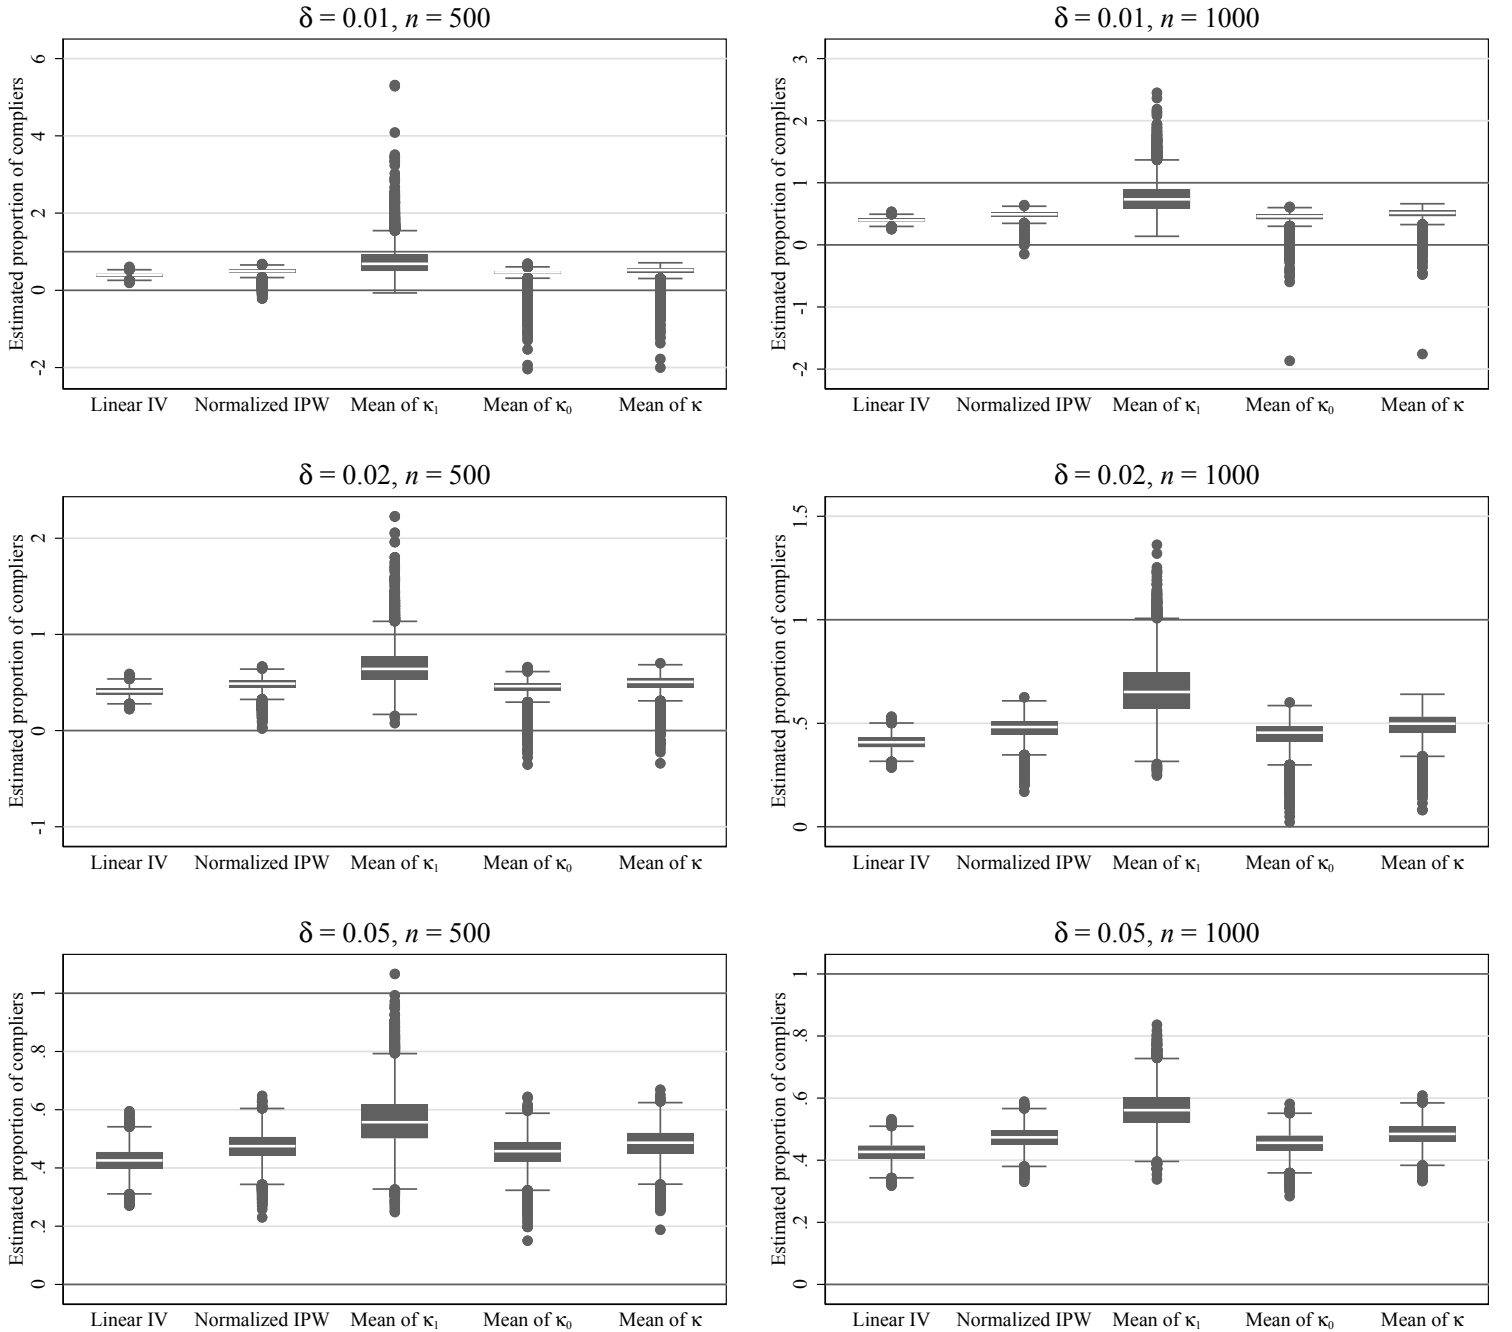 δ = 0.01, n = 500
Estimated proportion of compliers
6
4
2
0
-2
Linear IV Normalized IPW Mean of κ₁ Mean of κ₀ Mean of κ
δ = 0.01, n = 1000
Estimated proportion of compliers
3
2
1
0
-1
-2
Linear IV Normalized IPW Mean of κ₁ Mean of κ₀ Mean of κ
δ = 0.02, n = 500
Estimated proportion of compliers
2
1
0
-1
Linear IV Normalized IPW Mean of κ₁ Mean of κ₀ Mean of κ
δ = 0.02, n = 1000
Estimated proportion of compliers
1.5
1
.5
0
Linear IV Normalized IPW Mean of κ₁ Mean of κ₀ Mean of κ
δ = 0.05, n = 500
Estimated proportion of compliers
1
.8
.6
.4
.2
0
Linear IV Normalized IPW Mean of κ₁ Mean of κ₀ Mean of κ
δ = 0.05, n = 1000
Estimated proportion of compliers
1
.8
.6
.4
.2
0
Linear IV Normalized IPW Mean of κ₁ Mean of κ₀ Mean of κ